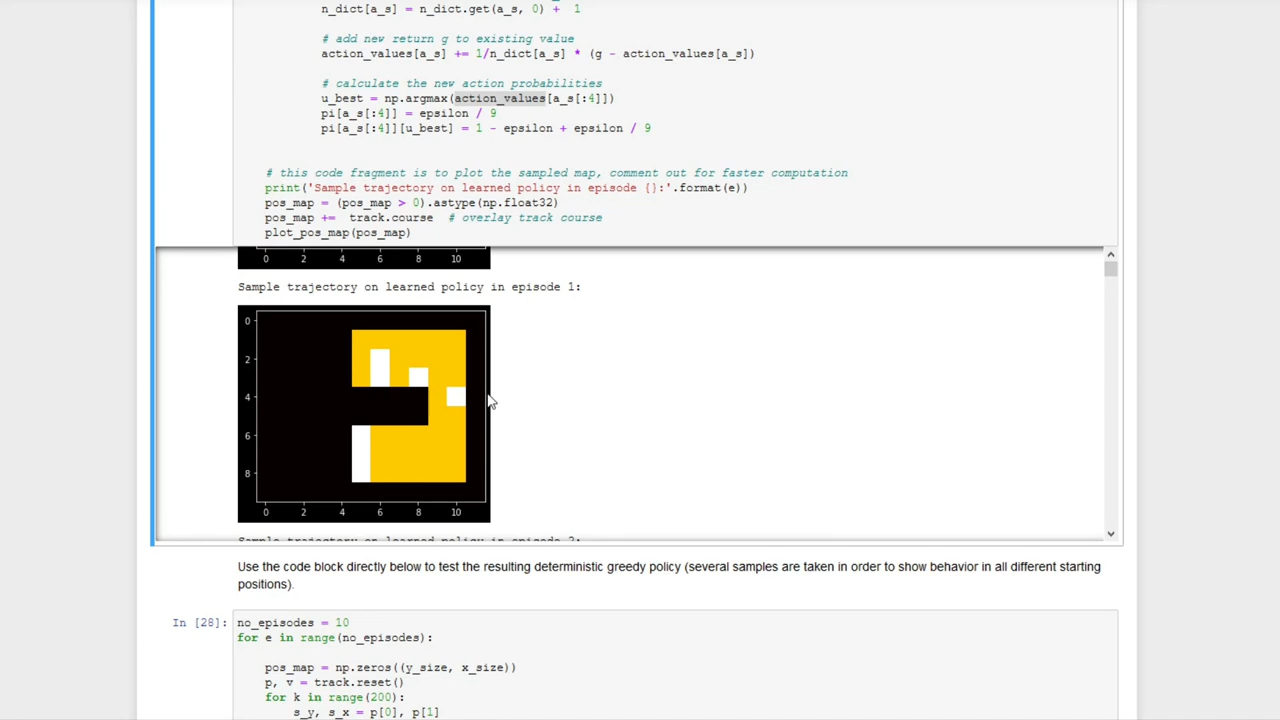 n_dict[a_s] = n_dict.get(a_s, 0) + 1
# add new return g to existing value
action_values[a_s] += 1/n_dict[a_s] * (g - action_values[a_s])
# calculate the new action probabilities
u_best = np.argmax(action_values[a_s[:4]])
pi[a_s[:4]] = epsilon / 9
pi[a_s[:4]][u_best] = 1 - epsilon + epsilon / 9
# this code fragment is to plot the sampled map, comment out for faster computation
print('Sample trajectory on learned policy in episode {}:'.format(e))
pos_map = (pos_map > 0).astype(np.float32)
pos_map += track.course # overlay track course
plot_pos_map(pos_map)
0 2 4 6 8 10
Sample trajectory on learned policy in episode 1:
0
2
4
6
8
0 2 4 6 8 10
Sample trajectory on learned policy in episode 2:
Use the code block directly below to test the resulting deterministic greedy policy (several samples are taken in order to show behavior in all different starting
positions).
In [28]: no_episodes = 10
for e in range(no_episodes):
pos_map = np.zeros((y_size, x_size))
p, v = track.reset()
for k in range(200):
s_y, s_x = p[0], p[1]